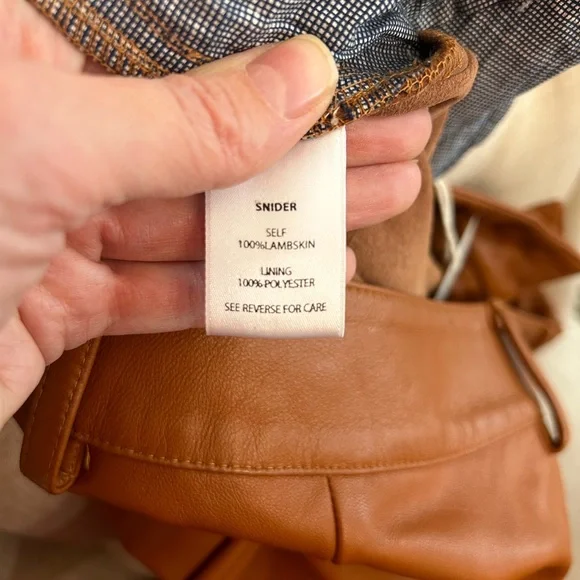 SNIDER
SELF
100%LAMBSKIN
LINING
100% POLYESTER
SEE REVERSE FOR CARE